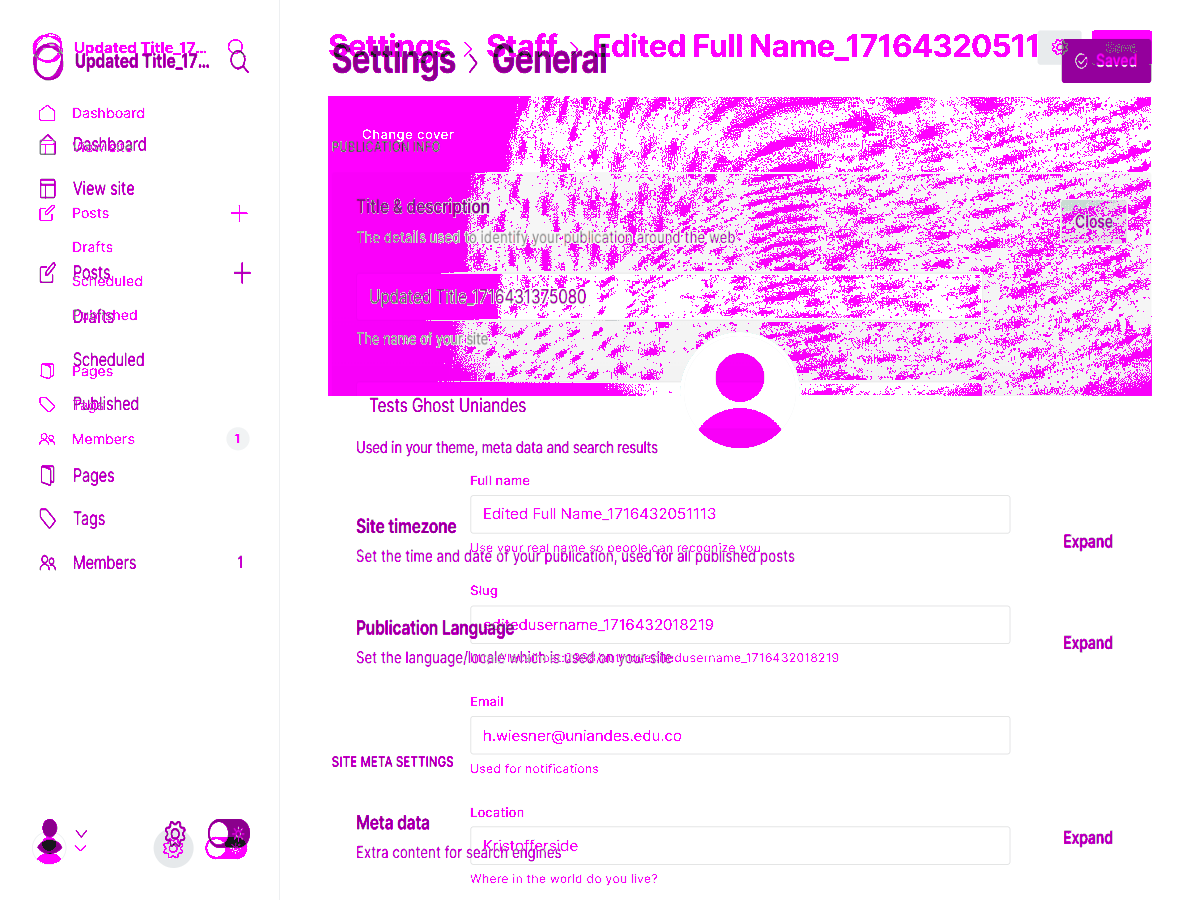 Updated Title_17...
Updated Title_17...
Dashboard
Dashboard
View site
View site
Posts
Drafts
Posts
Scheduled
Published
Drafts
Scheduled
Pages
Published
Tags
Members 1
Pages
Tags
Members 1
Settings Staff Edited Full Name_17164320511
Settings General
Save
Saved
Change cover
PUBLICATION INFO
Title & description
Close
The details used to identify your publication around the web
Updated Title_1716431375080
The name of your site
Tests Ghost Uniandes
Used in your theme, meta data and search results
Full name
Edited Full Name_1716432051113
Site timezone
Expand
Use your real name so people can recognize you
Set the time and date of your publication, used for all published posts
Slug
editedusername_1716432018219
Publication Language
Expand
Set the language/locale which is used on your site
editedusername_1716432018219
Email
h.wiesner@uniandes.edu.co
SITE META SETTINGS
Used for notifications
Location
Meta data
Expand
Kristofferside
Extra content for search engines
Where in the world do you live?